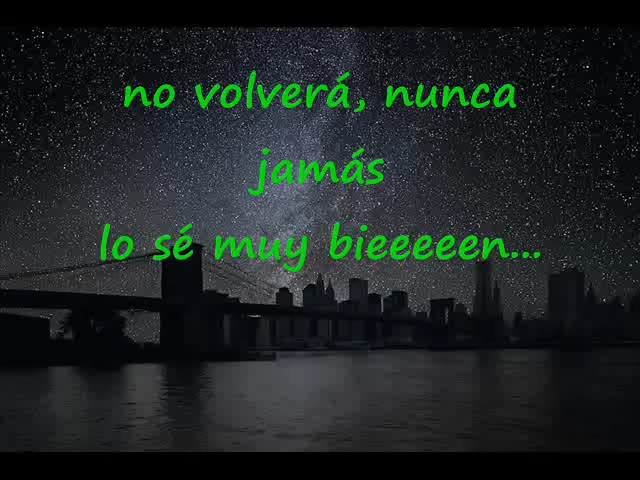 no volverá, nunca
jamás
lo sé muy bieeeeen...